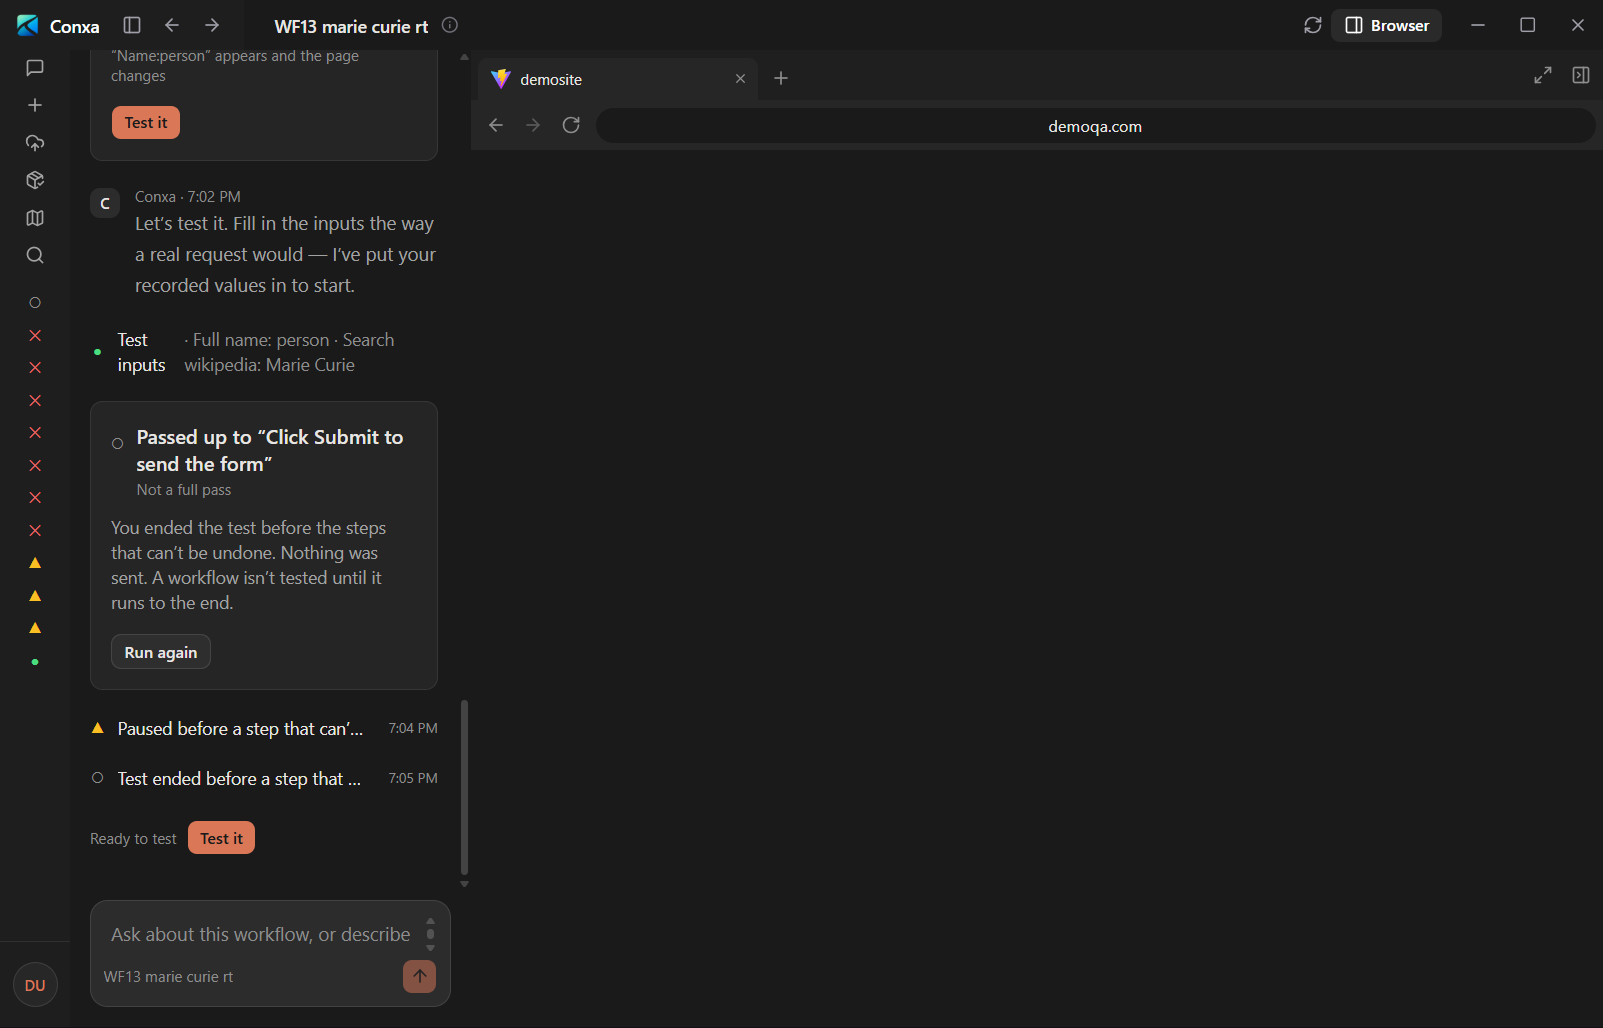 Conxa
WF13 marie curie rt
Browser
"Name:person" appears and the page
changes
Test it
demosite
demoqa.com
C
Conxa · 7:02 PM
Let's test it. Fill in the inputs the way
a real request would — I've put your
recorded values in to start.
Test
inputs
· Full name: person · Search
wikipedia: Marie Curie
Passed up to "Click Submit to
send the form"
Not a full pass
You ended the test before the steps
that can't be undone. Nothing was
sent. A workflow isn't tested until it
runs to the end.
Run again
Paused before a step that can'... 7:04 PM
Test ended before a step that ... 7:05 PM
Ready to test
Test it
Ask about this workflow, or describe
WF13 marie curie rt
DU